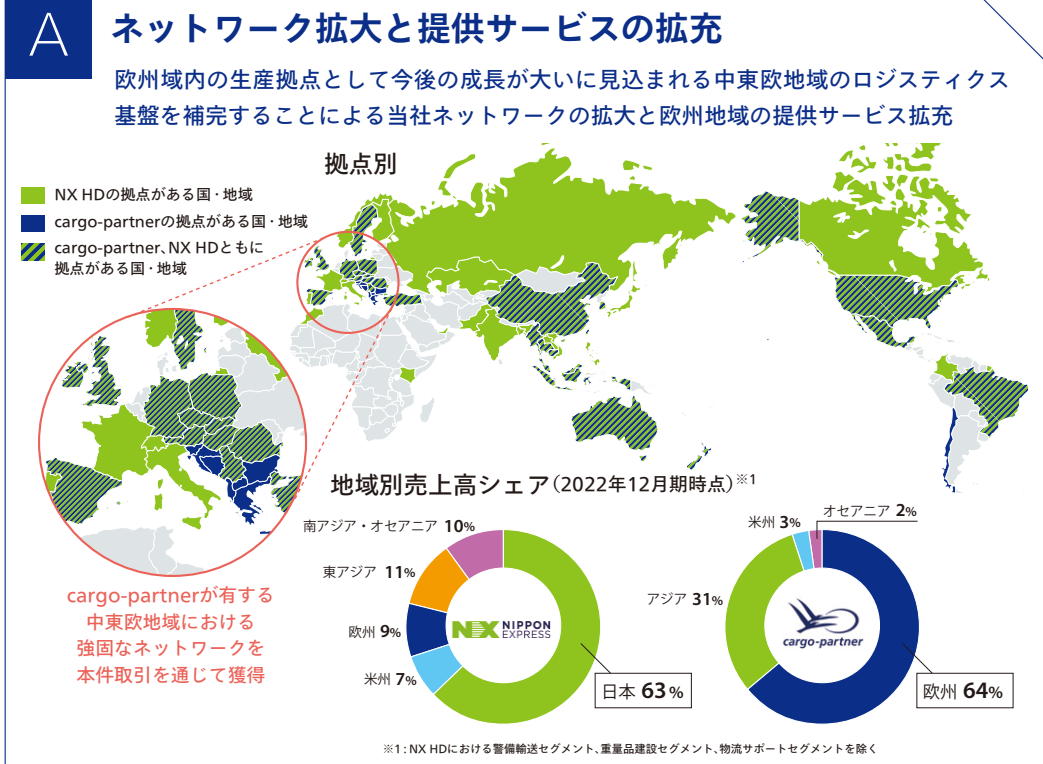 A
ネットワーク拡大と提供サービスの拡充
欧州域内の生産拠点として今後の成長が大いに見込まれる中東欧地域のロジスティクス
基盤を補完することによる当社ネットワークの拡大と欧州地域の提供サービス拡充
拠点別
NX HDの拠点がある国・地域
cargo-partnerの拠点がある国・地域
cargo-partner、NX HDともに
拠点がある国・地域
cargo-partnerが有する
中東欧地域における
強固なネットワークを
本件取引を通じて獲得
地域別売上高シェア(2022年12月期時点)※1
南アジア・オセアニア 10%
東アジア 11%
欧州 9%
米州 7%
日本 63%
NX NIPPON
EXPRESS
米州 3%
オセアニア 2%
アジア 31%
欧州 64%
cargo-partner
※1 : NX HDにおける警備輸送セグメント、重量品建設セグメント、物流サポートセグメントを除く